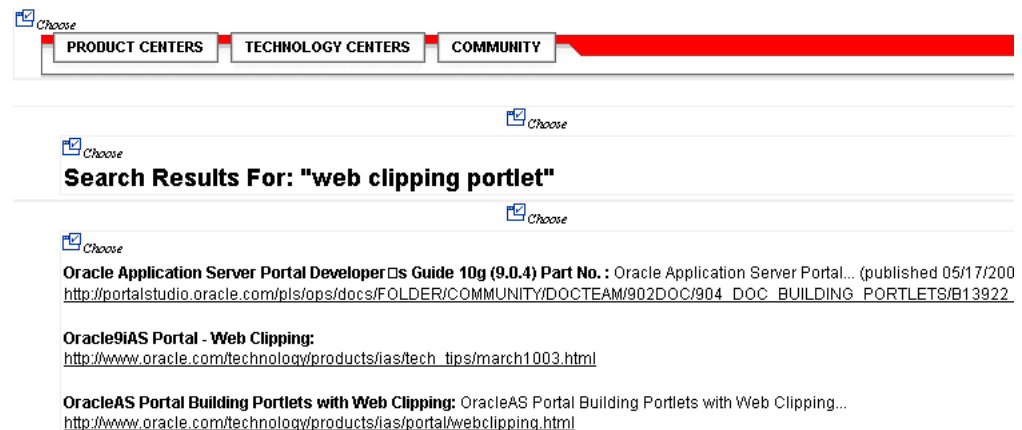 Choose
PRODUCT CENTERS TECHNOLOGY CENTERS COMMUNITY
Choose
Choose
Search Results For: "web clipping portlet"
Choose
Choose
Oracle Application Server Portal Developer□s Guide 10g (9.0.4) Part No. : Oracle Application Server Portal... (published 05/17/200
http://portalstudio.oracle.com/pls/ops/docs/FOLDER/COMMUNITY/DOCTEAM/902DOC/904_DOC_BUILDING_PORTLETS/B13922_
Oracle9iAS Portal - Web Clipping:
http://www.oracle.com/technology/products/ias/tech_tips/march1003.html
OracleAS Portal Building Portlets with Web Clipping: OracleAS Portal Building Portlets with Web Clipping...
http://www.oracle.com/technology/products/ias/portal/webclipping.html